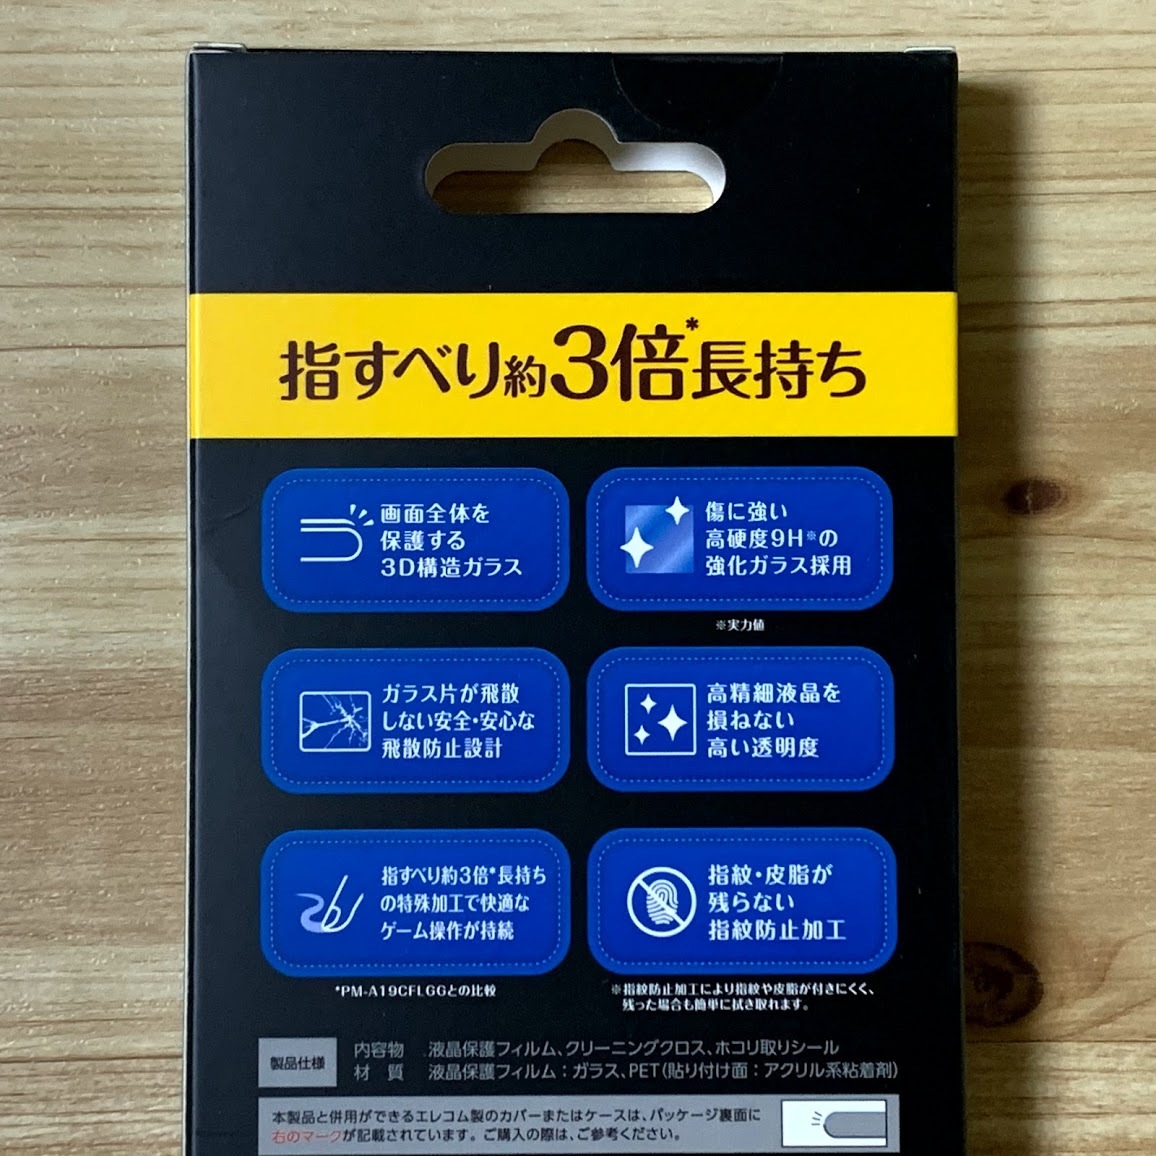 指すべり約3倍*長持ち
画面全体を
保護する
3D構造ガラス
傷に強い
高硬度9H※の
強化ガラス採用
※実力値
ガラス片が飛散
しない安全・安心な
飛散防止設計
高精細液晶を
損ねない
高い透明度
指すべり約3倍*長持ち
の特殊加工で快適な
ゲーム操作が持続
*PM-A19CFLGGとの比較
指紋・皮脂が
残らない
指紋防止加工
※指紋防止加工により指紋や皮脂が付きにくく、
残った場合も簡単に拭き取れます。
製品仕様
内容物 液晶保護フィルム、クリーニングクロス、ホコリ取りシール
材 質 液晶保護フィルム：ガラス、PET（貼り付け面：アクリル系粘着剤）
本製品と併用ができるエレコム製のカバーまたはケースは、パッケージ裏面に
右のマークが記載されています。ご購入の際は、ご参考ください。